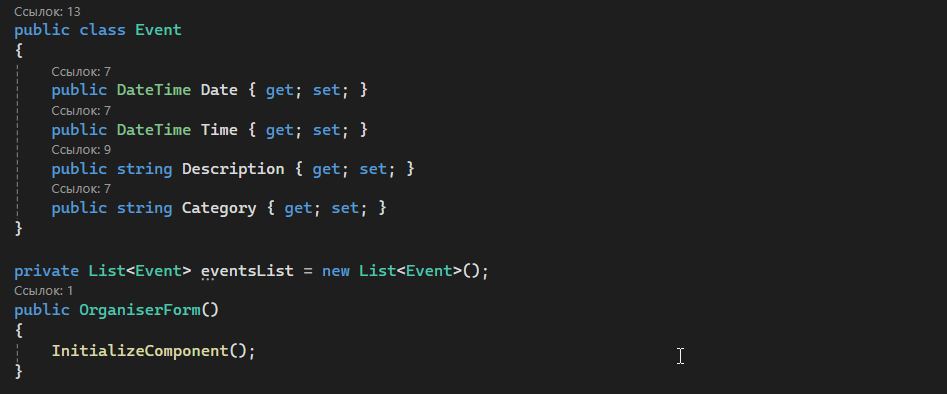 Ссылок: 13
public class Event
{
Ссылок: 7
public DateTime Date { get; set; }
Ссылок: 7
public DateTime Time { get; set; }
Ссылок: 9
public string Description { get; set; }
Ссылок: 7
public string Category { get; set; }
}
private List<Event> eventsList = new List<Event>();
Ссылок: 1
public OrganiserForm()
{
InitializeComponent();
}